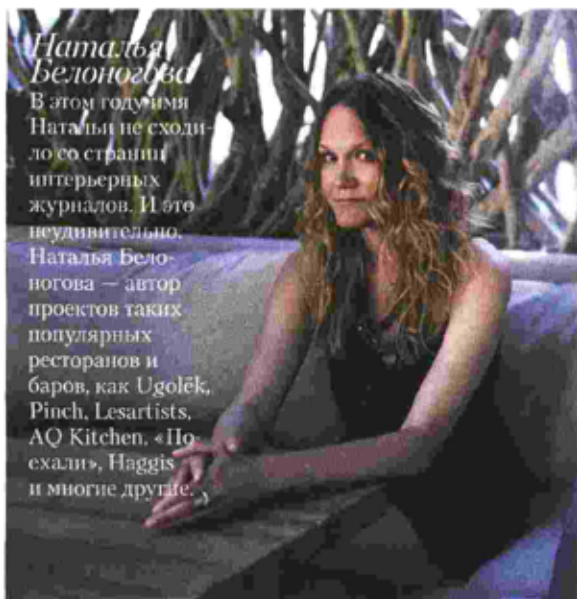 Наталья
Белоногова
В этом году имя
Натальи не сходи-
ло со страниц
интерьерных
журналов. И это
неудивительно.
Наталья Бело-
ногова — автор
проектов таких
популярных
ресторанов и
баров, как Ugolёk,
Pinch, Lesartists,
AQ Kitchen, «По-
ехали», Haggis
и многие другие.